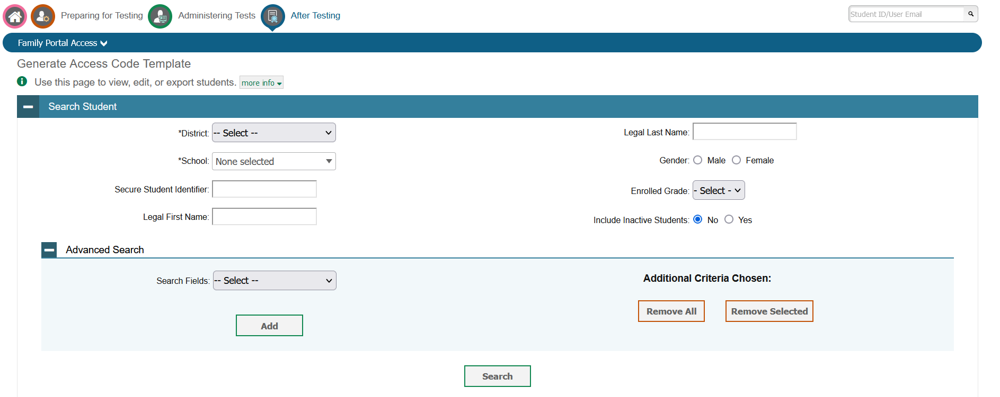 Preparing for Testing Administering Tests After Testing Student ID/User Email
Family Portal Access
Generate Access Code Template
Use this page to view, edit, or export students. more info
Search Student
*District: -- Select -- Legal Last Name:
*School: None selected Gender: Male Female
Secure Student Identifier: Enrolled Grade: - Select -
Legal First Name: Include Inactive Students: No Yes
Advanced Search
Search Fields: -- Select -- Additional Criteria Chosen:
Remove All Remove Selected
Add
Search